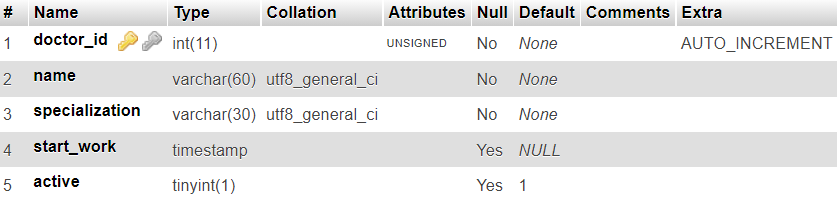 # Name Type Collation Attributes Null Default Comments Extra
1 doctor_id int(11) UNSIGNED No None AUTO_INCREMENT
2 name varchar(60) utf8_general_ci No None
3 specialization varchar(30) utf8_general_ci No None
4 start_work timestamp Yes NULL
5 active tinyint(1) Yes 1